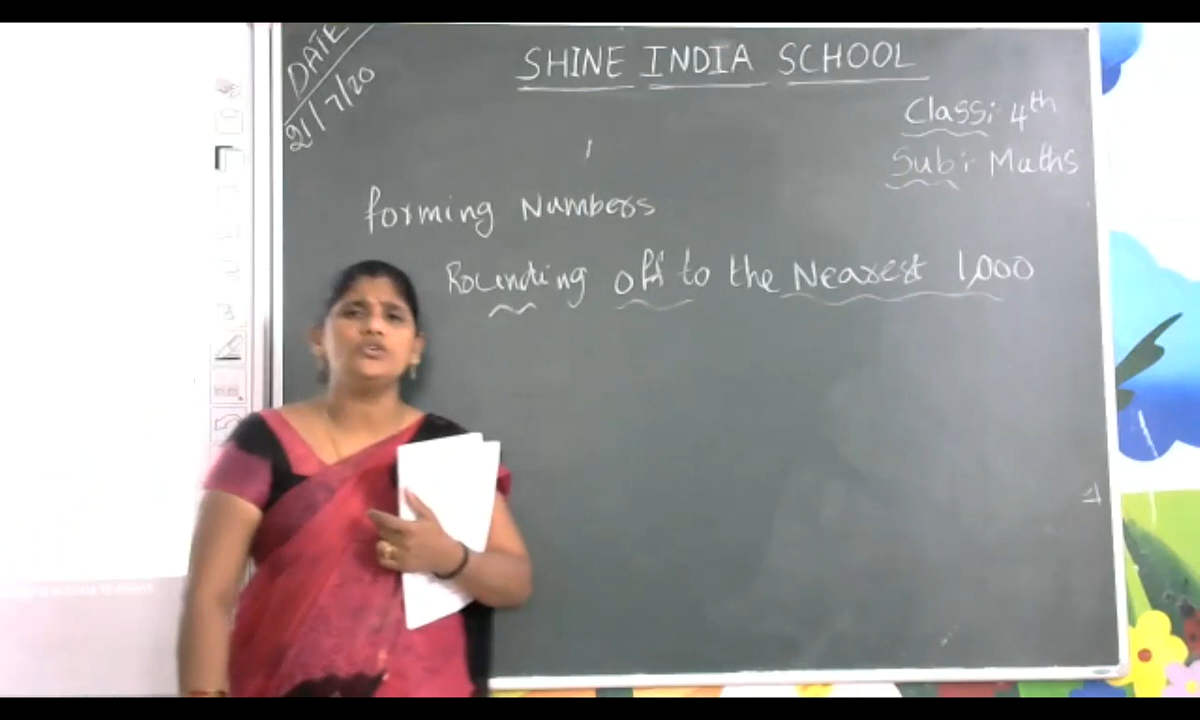 DATE
21/7/20
SHINE INDIA SCHOOL
Class: 4th
Sub: Maths
forming Numbers
Rounding off to the Nearest 1,000